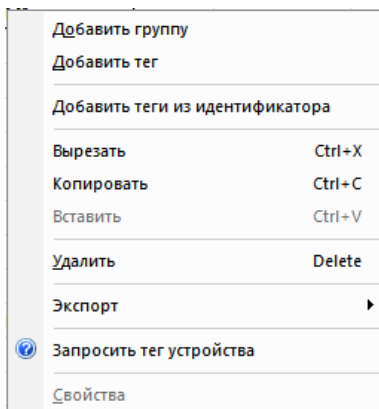 Добавить группу
Добавить тег
Добавить теги из идентификатора
Вырезать Ctrl+X
Копировать Ctrl+C
Вставить Ctrl+V
Удалить Delete
Экспорт
Запросить тег устройства
Свойства